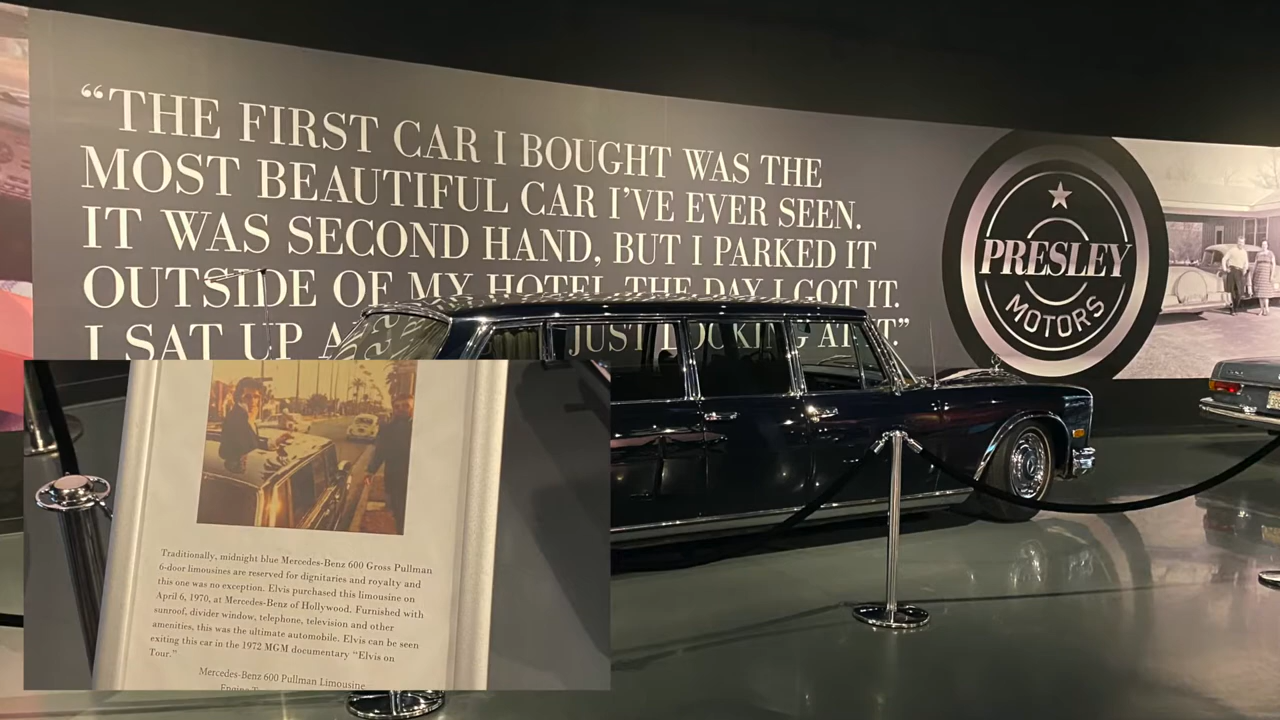 “THE FIRST CAR I BOUGHT WAS THE
MOST BEAUTIFUL CAR I’VE EVER SEEN.
IT WAS SECOND HAND, BUT I PARKED IT
OUTSIDE OF MY HOTEL THE DAY I GOT IT.
I SAT UP JUST LOOKING AT IT.”
PRESLEY
MOTORS
Traditionally, midnight blue Mercedes-Benz 600 Gross Pullman
6-door limousines are reserved for dignitaries and royalty and
this one was no exception. Elvis purchased this limousine on
April 6, 1970, at Mercedes-Benz of Hollywood. Furnished with
sunroof, divider window, telephone, television and other
amenities, this was the ultimate automobile. Elvis can be seen
exiting this car in the 1972 MGM documentary “Elvis on
Tour.”
Mercedes-Benz 600 Pullman Limousine